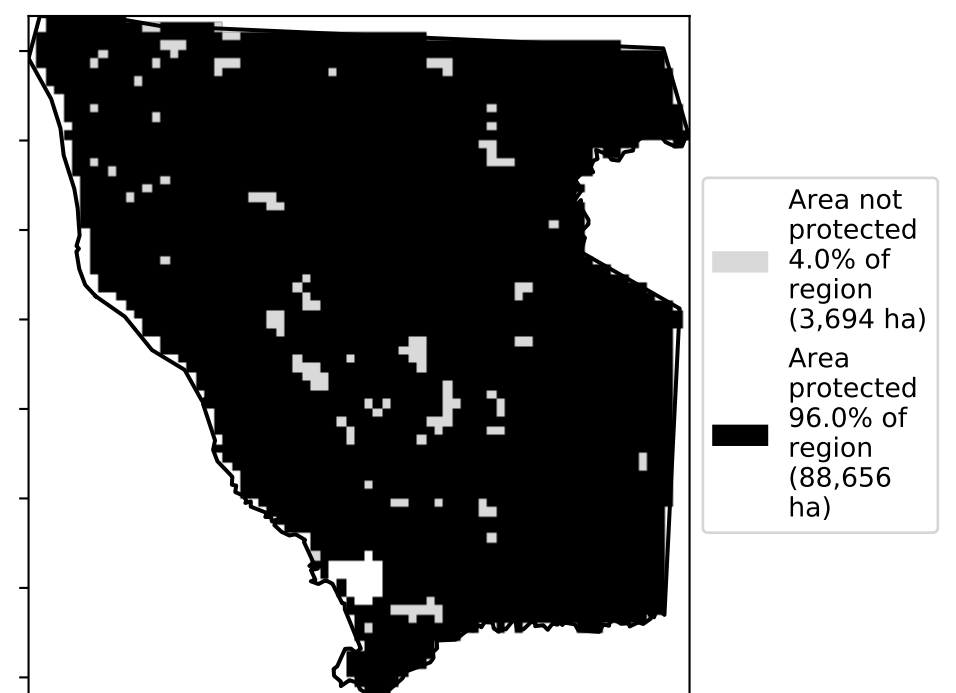 Area not
protected
4.0% of
region
(3,694 ha)
Area
protected
96.0% of
region
(88,656
ha)